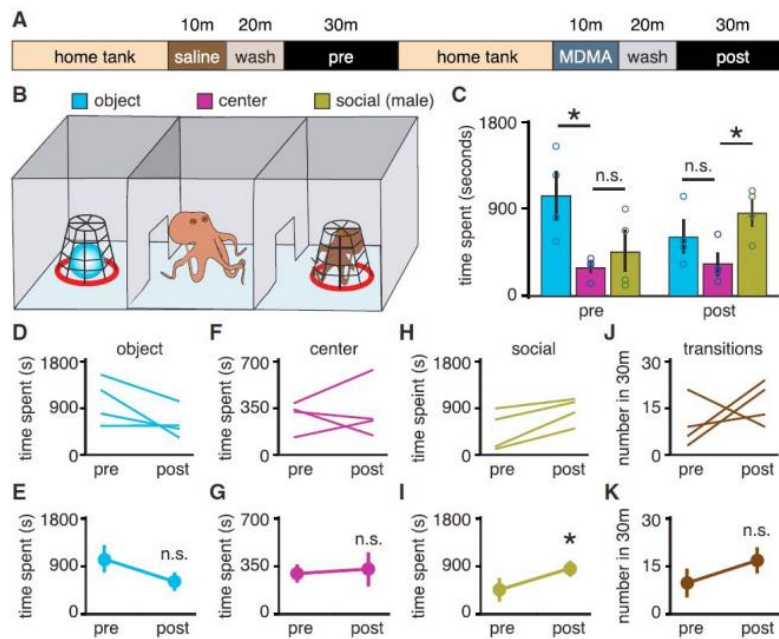 A
10m 20m 30m 10m 20m 30m
home tank saline wash pre home tank MDMA wash post
B
object center social (male)
C
time spent (seconds)
1800
900
0
*
n.s.
n.s.
*
pre post
D object
time spent (s)
1800
900
0
pre post
F center
time spent (s)
700
350
0
pre post
H social
time speint (s)
1800
900
0
pre post
J transitions
number in 30m
30
15
0
pre post
E
time spent (s)
1800
900
0
n.s.
pre post
G
time spent (s)
700
350
0
n.s.
pre post
I
time spent (s)
1800
900
0
*
pre post
K
number in 30m
30
15
0
n.s.
pre post